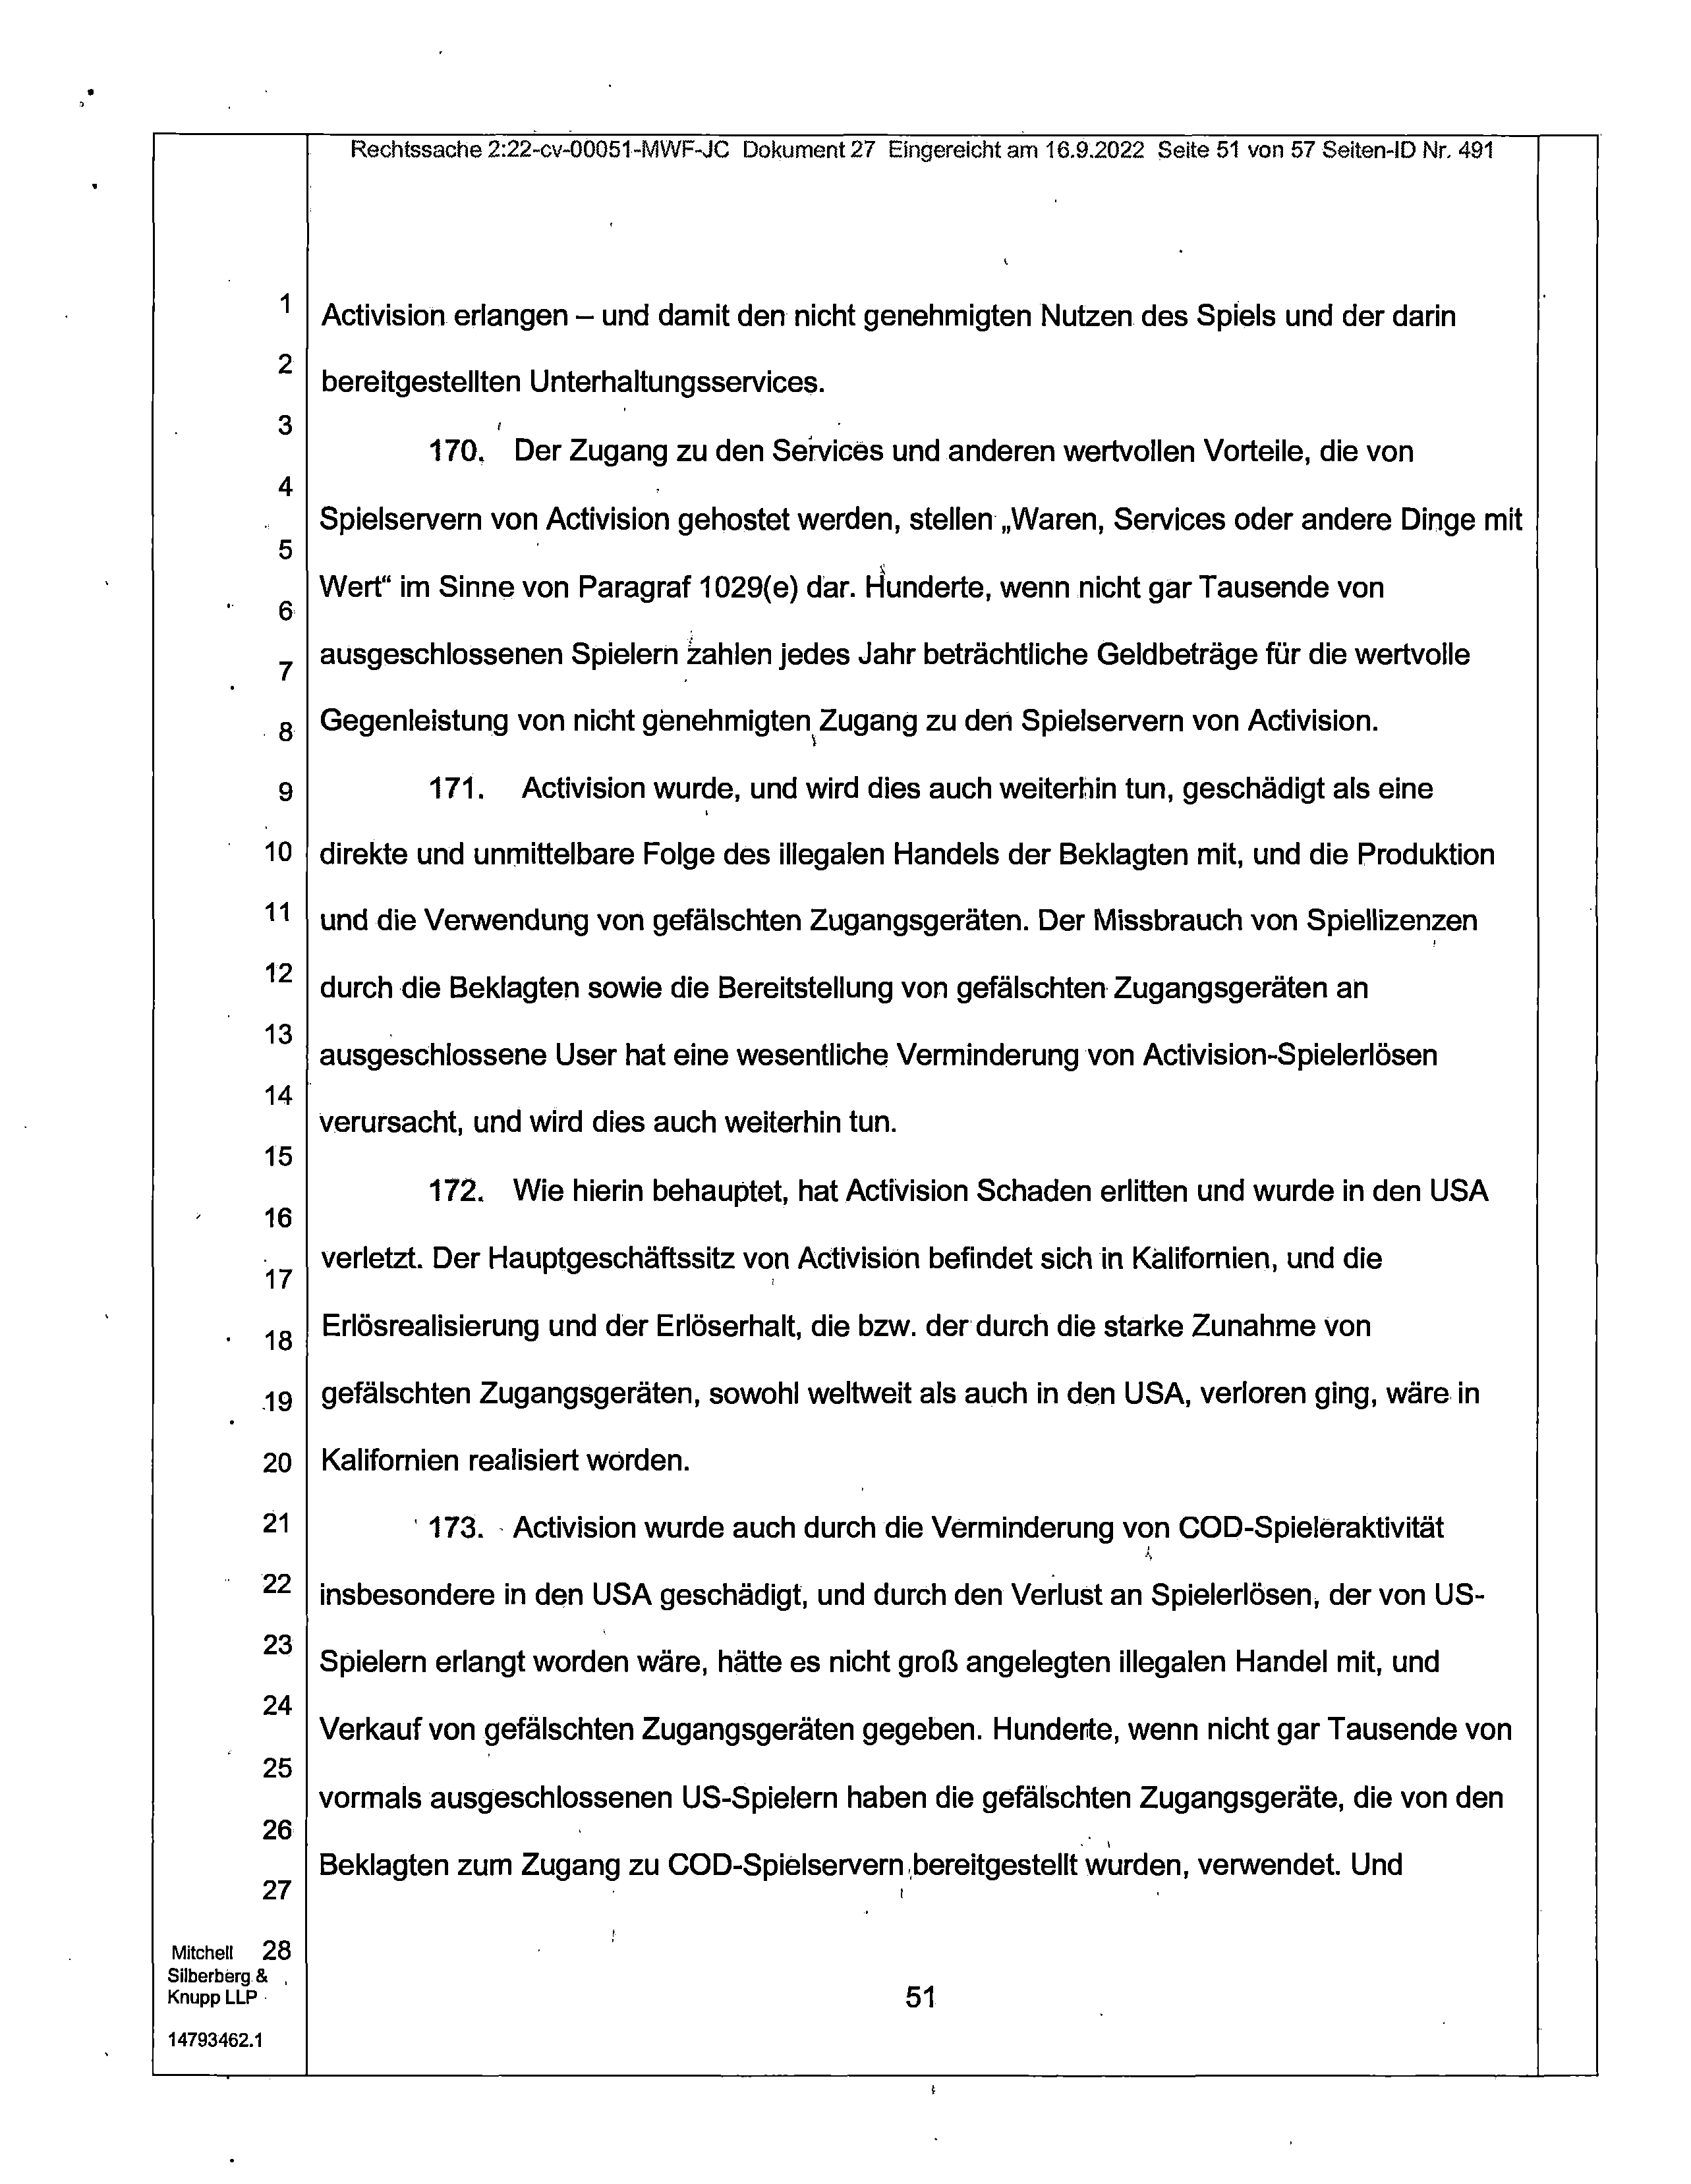 Rechtssache 2:22-cv-00051-MWF-JC Dokument 27 Eingereicht am 16.9.2022 Seite 51 von 57 Seiten-ID Nr. 491
1 Activision erlangen – und damit den nicht genehmigten Nutzen des Spiels und der darin
2 bereitgestellten Unterhaltungsservices.
3 170. Der Zugang zu den Services und anderen wertvollen Vorteile, die von
4 Spielservern von Activision gehostet werden, stellen „Waren, Services oder andere Dinge mit
5 Wert“ im Sinne von Paragraf 1029(e) dar. Hunderte, wenn nicht gar Tausende von
6 ausgeschlossenen Spielern zahlen jedes Jahr beträchtliche Geldbeträge für die wertvolle
7
8 Gegenleistung von nicht genehmigten Zugang zu den Spielservern von Activision.
9 171. Activision wurde, und wird dies auch weiterhin tun, geschädigt als eine
10 direkte und unmittelbare Folge des illegalen Handels der Beklagten mit, und die Produktion
11 und die Verwendung von gefälschten Zugangsgeräten. Der Missbrauch von Spiellizenzen
12 durch die Beklagten sowie die Bereitstellung von gefälschten Zugangsgeräten an
13 ausgeschlossene User hat eine wesentliche Verminderung von Activision-Spielerlösen
14 verursacht, und wird dies auch weiterhin tun.
15
16 172. Wie hierin behauptet, hat Activision Schaden erlitten und wurde in den USA
17 verletzt. Der Hauptgeschäftssitz von Activision befindet sich in Kalifornien, und die
18 Erlösrealisierung und der Erlöserhalt, die bzw. der durch die starke Zunahme von
19 gefälschten Zugangsgeräten, sowohl weltweit als auch in den USA, verloren ging, wäre in
20 Kalifornien realisiert worden.
21 173. Activision wurde auch durch die Verminderung von COD-Spieleraktivität
22 insbesondere in den USA geschädigt, und durch den Verlust an Spielerlösen, der von US-
23 Spielern erlangt worden wäre, hätte es nicht groß angelegten illegalen Handel mit, und
24 Verkauf von gefälschten Zugangsgeräten gegeben. Hunderte, wenn nicht gar Tausende von
25 vormals ausgeschlossenen US-Spielern haben die gefälschten Zugangsgeräte, die von den
26 Beklagten zum Zugang zu COD-Spielservern bereitgestellt wurden, verwendet. Und
27
28
Mitchell
Silberberg &
Knupp LLP
51
14793462.1